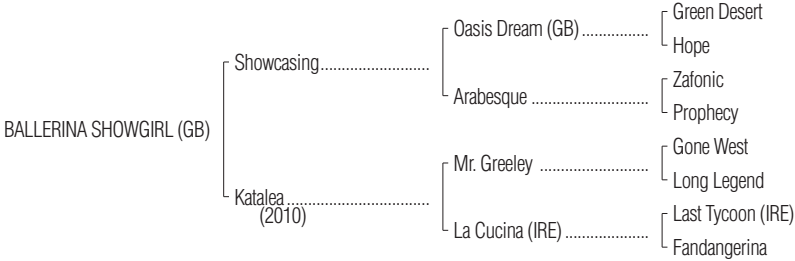 Green Desert
Oasis Dream (GB) ................
Hope
Showcasing..........................
Zafonic
Arabesque ............................
Prophecy
BALLERINA SHOWGIRL (GB)
Gone West
Mr. Greeley ..........................
Long Legend
Katalea..................................
(2010)
Last Tycoon (IRE)
La Cucina (IRE) ....................
Fandangerina